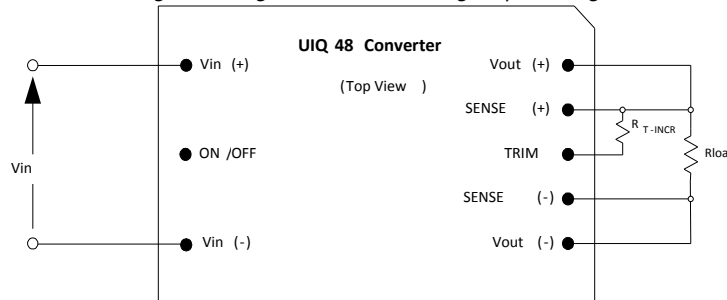 UIQ 48 Converter
(Top View )
Vin (+)
Vout (+)
SENSE (+)
R T-INCR
ON /OFF
TRIM
Vin
Rloa
SENSE (-)
Vin (-)
Vout (-)